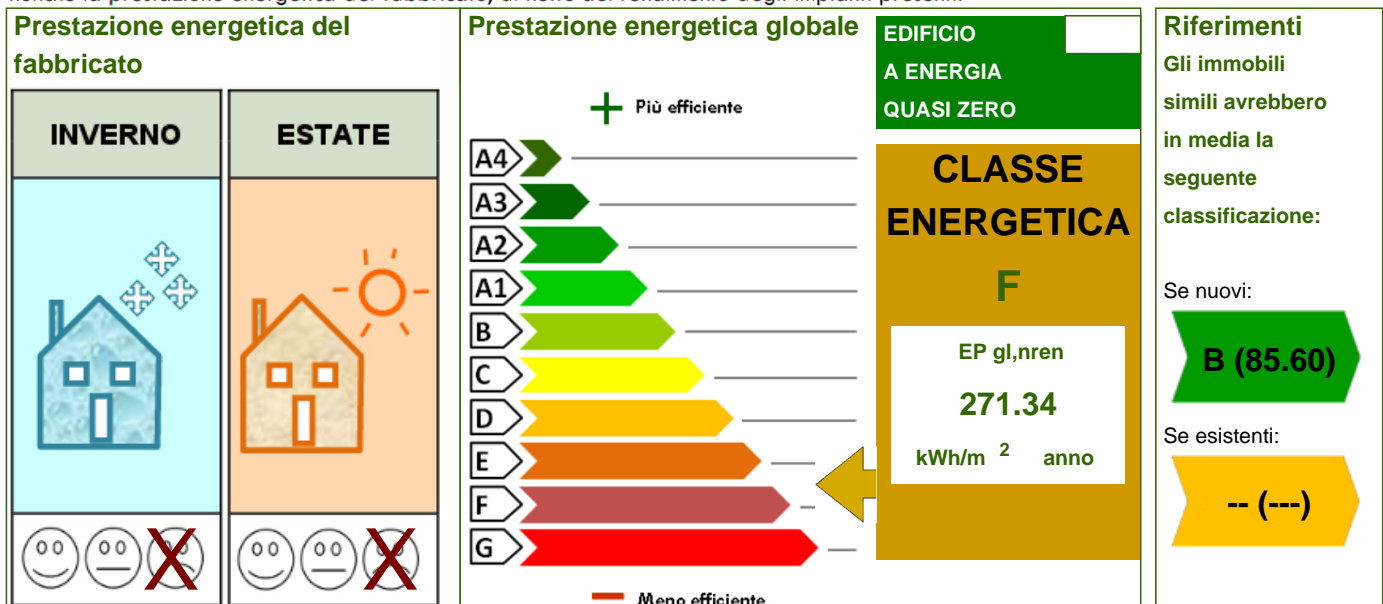 Prestazione energetica del
fabbricato
INVERNO
ESTATE
Prestazione energetica globale
Più efficiente
A4
A3
A2
A1
B
C
D
E
F
G
Meno efficiente
EDIFICIO
A ENERGIA
QUASI ZERO
CLASSE
ENERGETICA
F
EP gl,nren
271.34
kWh/m 2 anno
Riferimenti
Gli immobili
simili avrebbero
in media la
seguente
classificazione:
Se nuovi:
B (85.60)
Se esistenti:
-- (---)